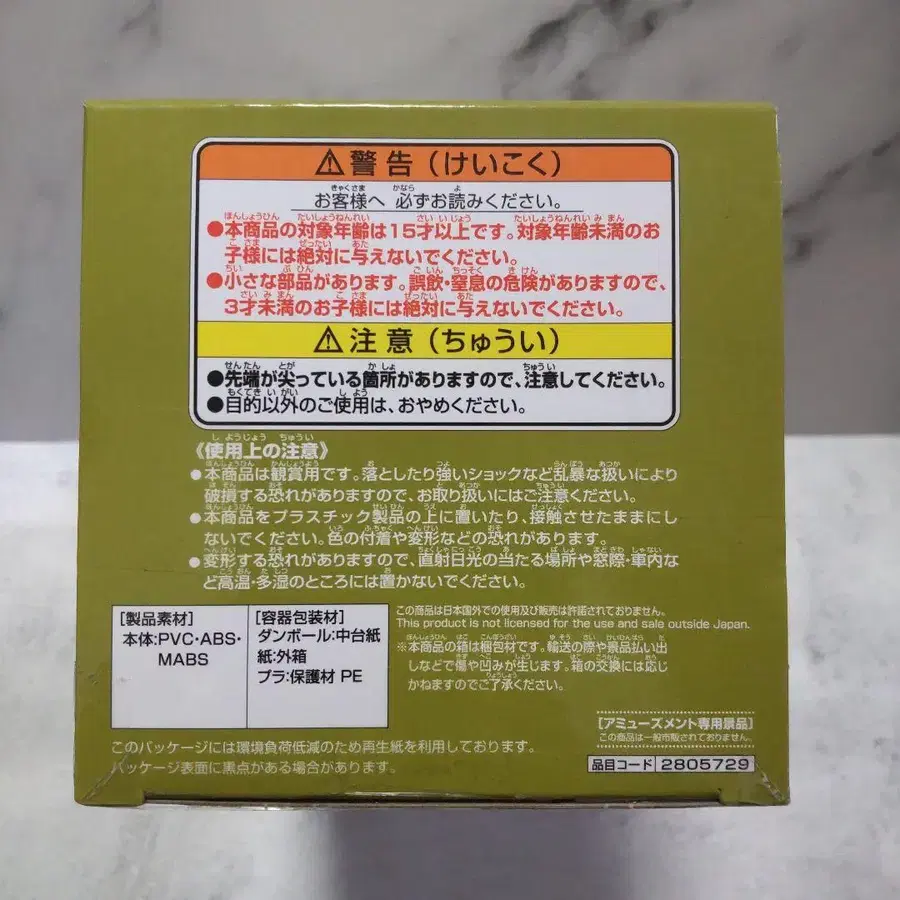 ⚠警告（けいこく）
お客様へ 必ずお読みください。
●本商品の対象年齢は15才以上です。対象年齢未満のお
子様には絶対に与えないでください。
●小さな部品があります。誤飲・窒息の危険がありますので、
3才未満のお子様には絶対に与えないでください。
⚠注意（ちゅうい）
●先端が尖っている箇所がありますので、注意してください。
●目的以外のご使用は、おやめください。
《使用上の注意》
●本商品は観賞用です。落としたり強いショックなど乱暴な扱いにより
破損する恐れがありますので、お取り扱いにはご注意ください。
●本商品をプラスチック製品の上に置いたり、接触させたままにし
ないでください。色の付着や変形などの恐れがあります。
●変形する恐れがありますので、直射日光の当たる場所や窓際・車内な
ど高温・多湿のところには置かないでください。
［製品素材］
本体:PVC・ABS・
MABS
［容器包装材］
ダンボール:中台紙
紙:外箱
プラ:保護材 PE
この商品は日本国外での使用及び販売は許諾されておりません。
This product is not licensed for the use and sale outside Japan.
※本商品の箱は梱包材です。輸送の際や景品払い出
しなどで傷や凹みが生じます。箱の交換には応じ
かねますのでご了承ください。
［アミューズメント専用景品］
この商品は一般市販されておりません。
このパッケージには環境負荷低減のため再生紙を利用しております。
パッケージ表面に黒点がある場合があります。
品目コード 2805729